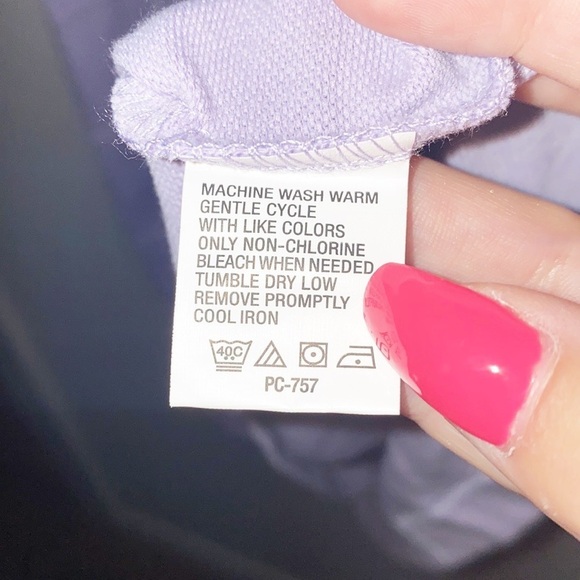 MACHINE WASH WARM
GENTLE CYCLE
WITH LIKE COLORS
ONLY NON-CHLORINE
BLEACH WHEN NEEDED
TUMBLE DRY LOW
REMOVE PROMPTLY
COOL IRON
40C
PC-757